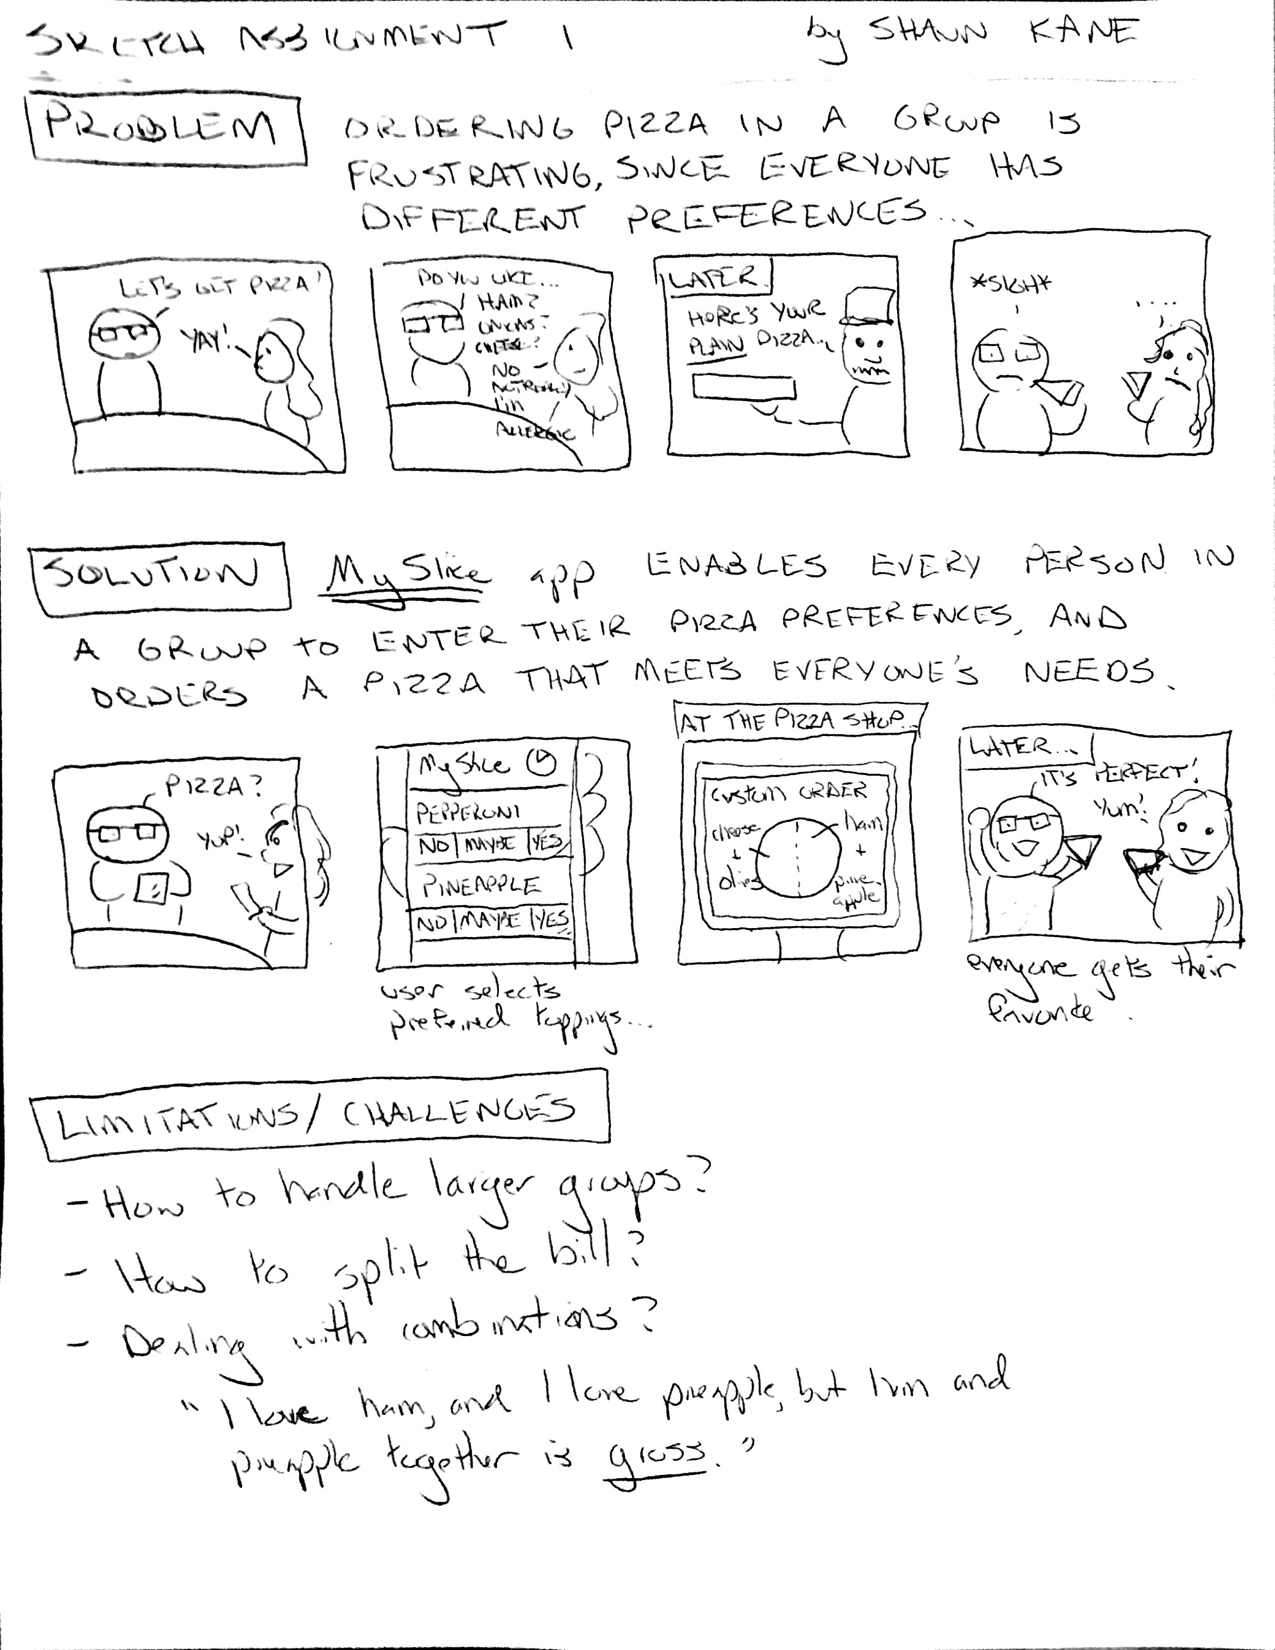 SKETCH ASSIGNMENT 1 by SHAUN KANE
PROBLEM
ORDERING PIZZA IN A GROUP IS
FRUSTRATING, SINCE EVERYONE HAS
DIFFERENT PREFERENCES...
LET'S GET PIZZA!
YAY!
DO YOU LIKE...
HAM?
ONIONS?
CHEESE?
NO
I'M
ALLERGIC
LATER
HERE'S YOUR
PLAIN PIZZA...
*SIGH*
....
SOLUTION
MySlice app ENABLES EVERY PERSON IN
A GROUP TO ENTER THEIR PIZZA PREFERENCES, AND
ORDERS A PIZZA THAT MEETS EVERYONE'S NEEDS.
PIZZA?
YUP!
MySlice
PEPPERONI
NO|MAYBE|YES
PINEAPPLE
NO|MAYBE|YES
user selects
preferred toppings...
AT THE PIZZA SHOP...
CUSTOM ORDER
cheese
+
olives
ham
+
pine
apple
LATER...
IT'S PERFECT!
Yum!
everyone gets their
favorite..
LIMITATIONS/CHALLENGES
- How to handle larger groups?
- How to split the bill?
- Dealing with combinations?
"I love ham, and I love pineapple, but ham and
pineapple together is gross."